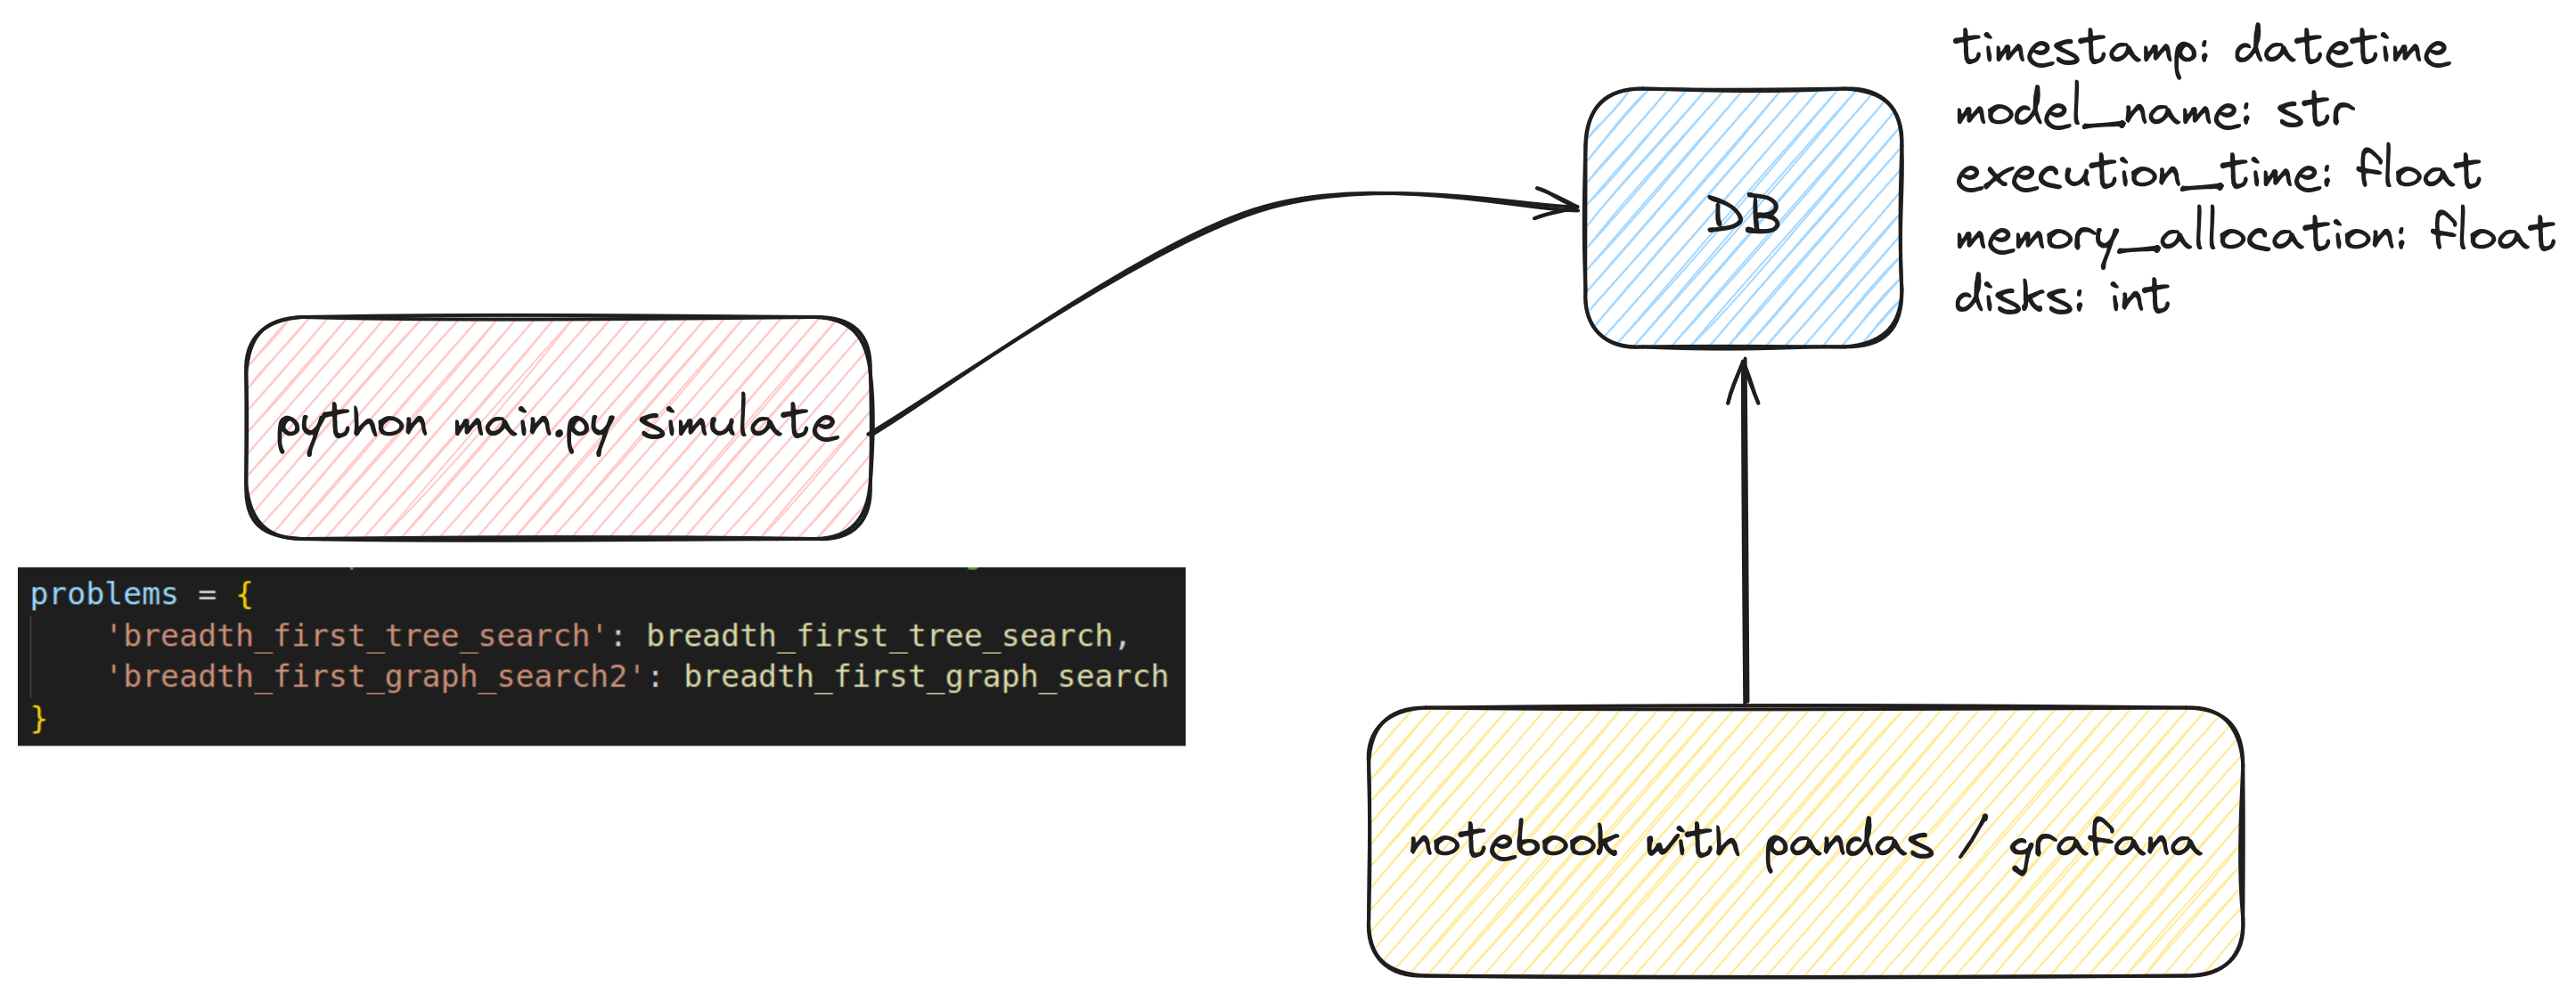 timestamp: datetime
model_name: str
execution_time: float
memory_allocation: float
disks: int
DB
python main.py simulate
problems = {
    'breadth_first_tree_search': breadth_first_tree_search,
    'breadth_first_graph_search2': breadth_first_graph_search
}
notebook with pandas / grafana